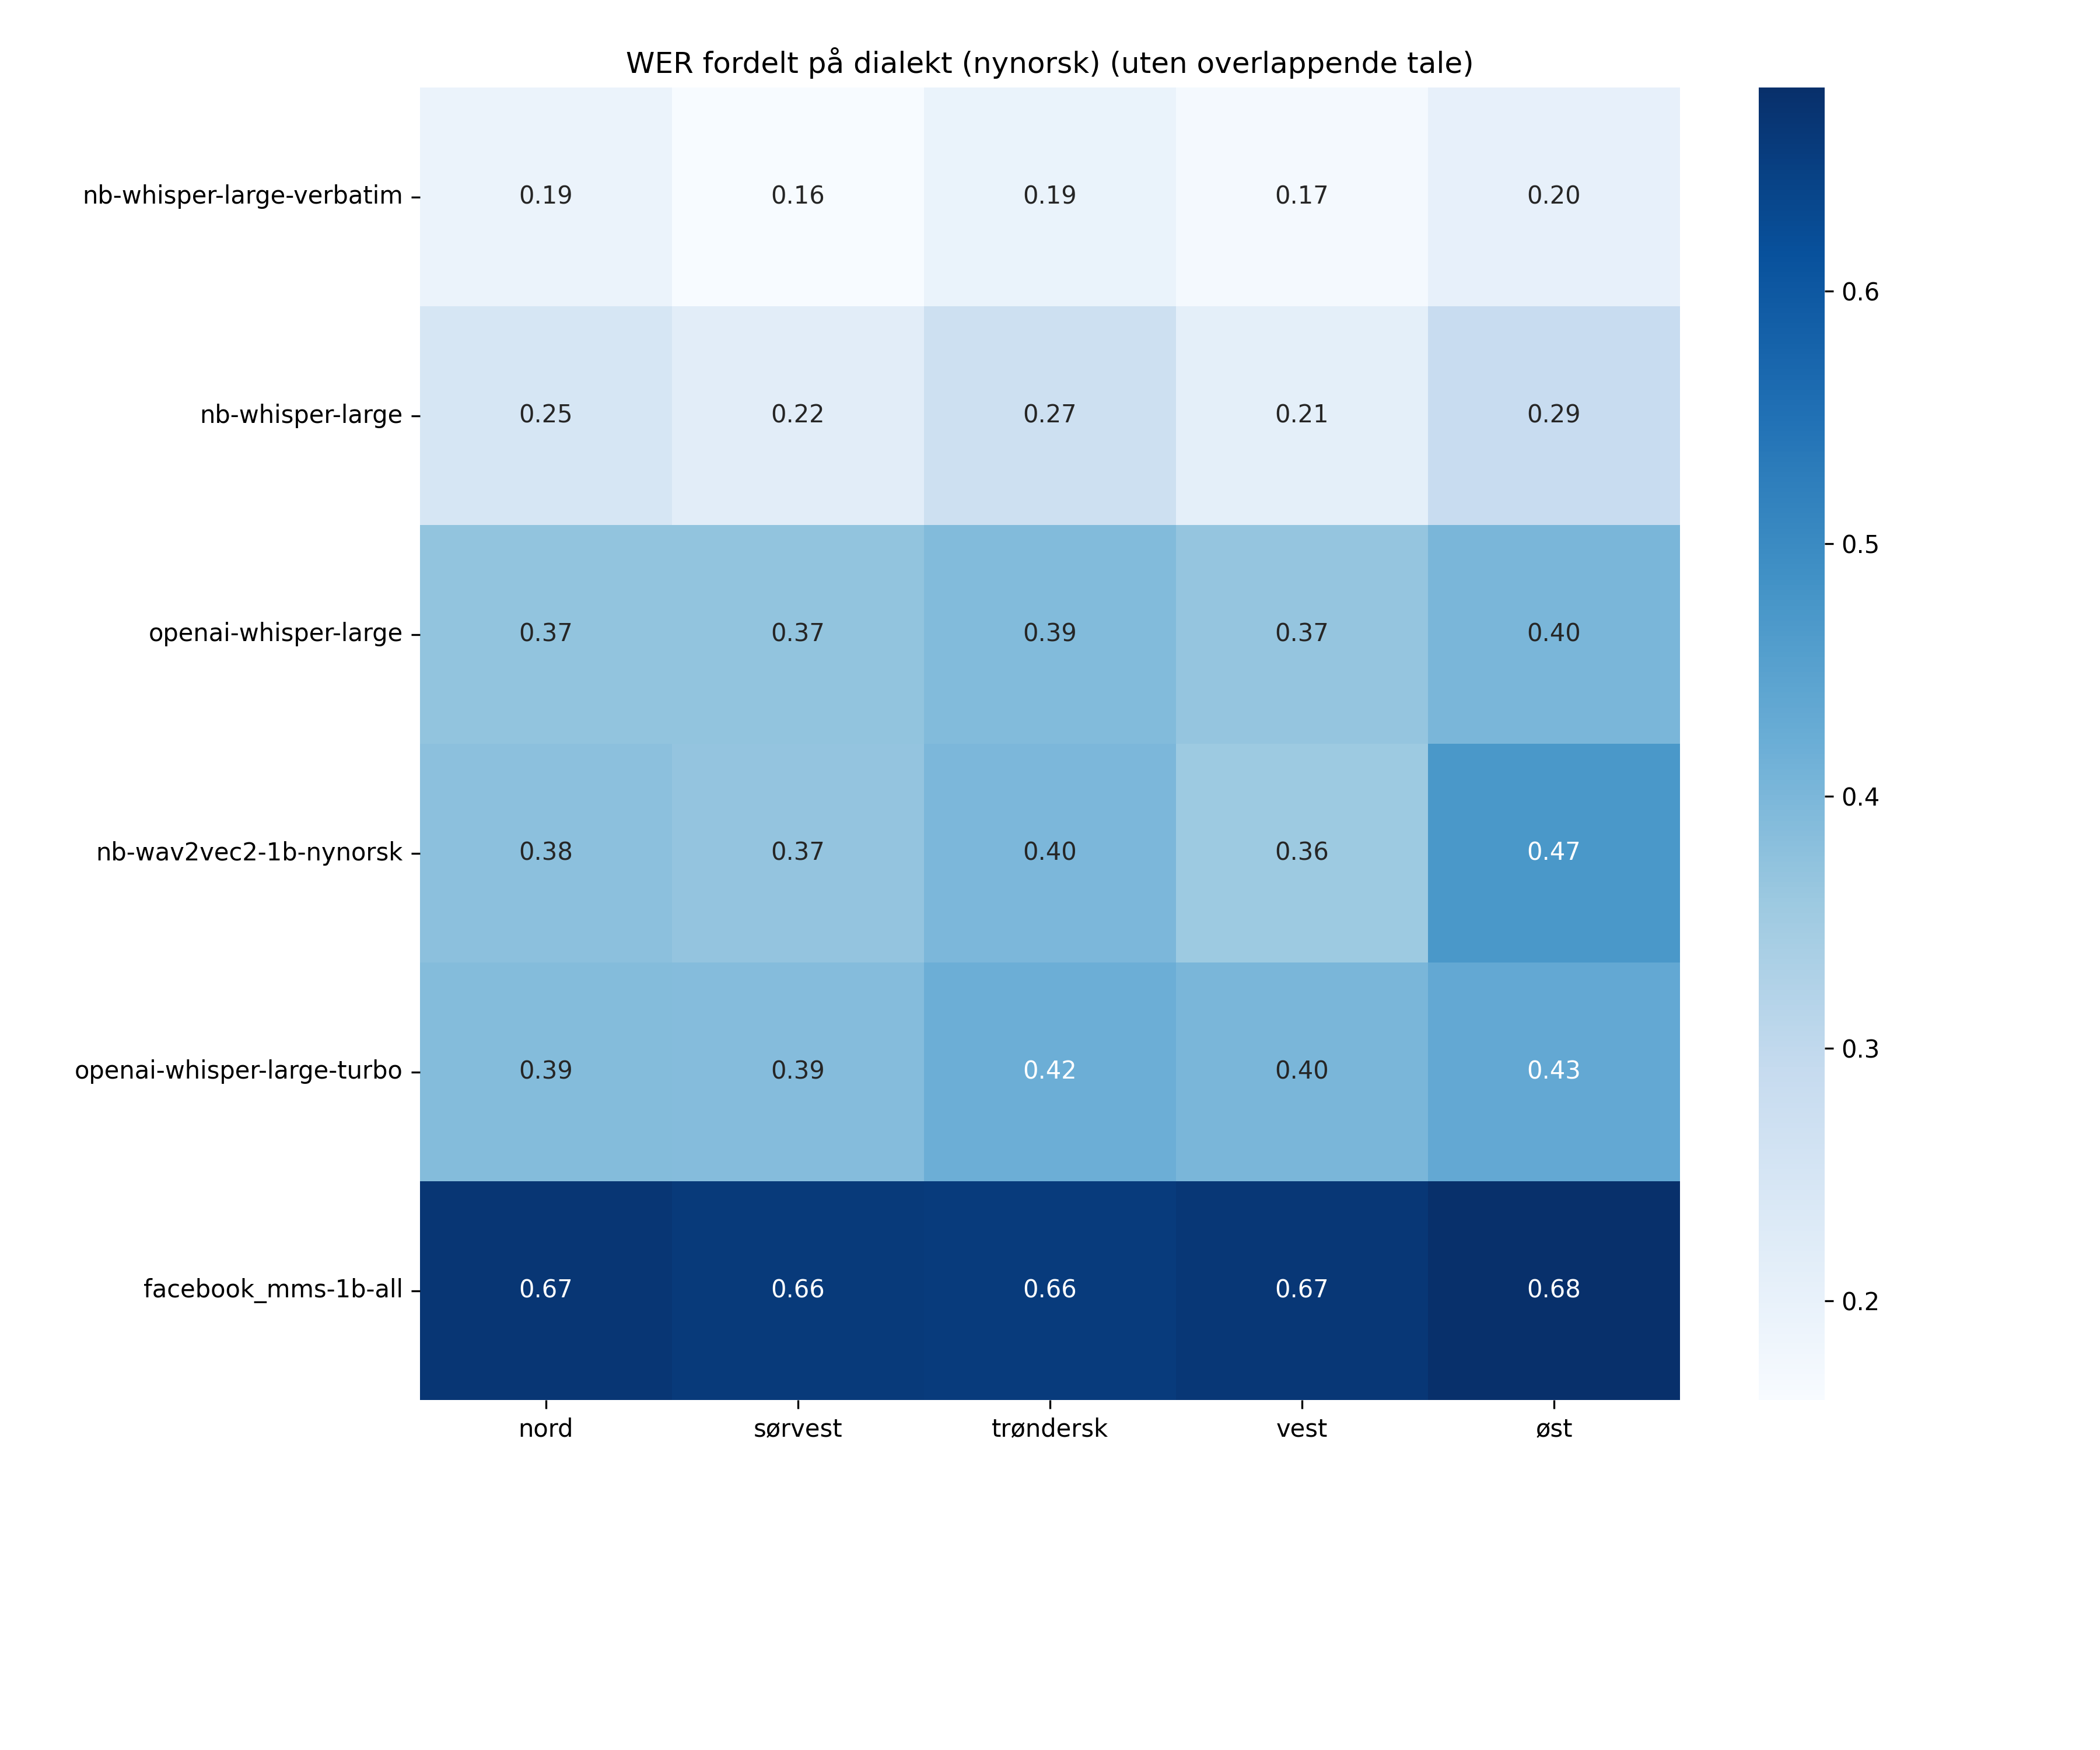 WER fordelt på dialekt (nynorsk) (uten overlappende tale)
nb-whisper-large-verbatim 0.19 0.16 0.19 0.17 0.20
nb-whisper-large 0.25 0.22 0.27 0.21 0.29
openai-whisper-large 0.37 0.37 0.39 0.37 0.40
nb-wav2vec2-1b-nynorsk 0.38 0.37 0.40 0.36 0.47
openai-whisper-large-turbo 0.39 0.39 0.42 0.40 0.43
facebook_mms-1b-all 0.67 0.66 0.66 0.67 0.68
nord sørvest trøndersk vest øst
0.6
0.5
0.4
0.3
0.2